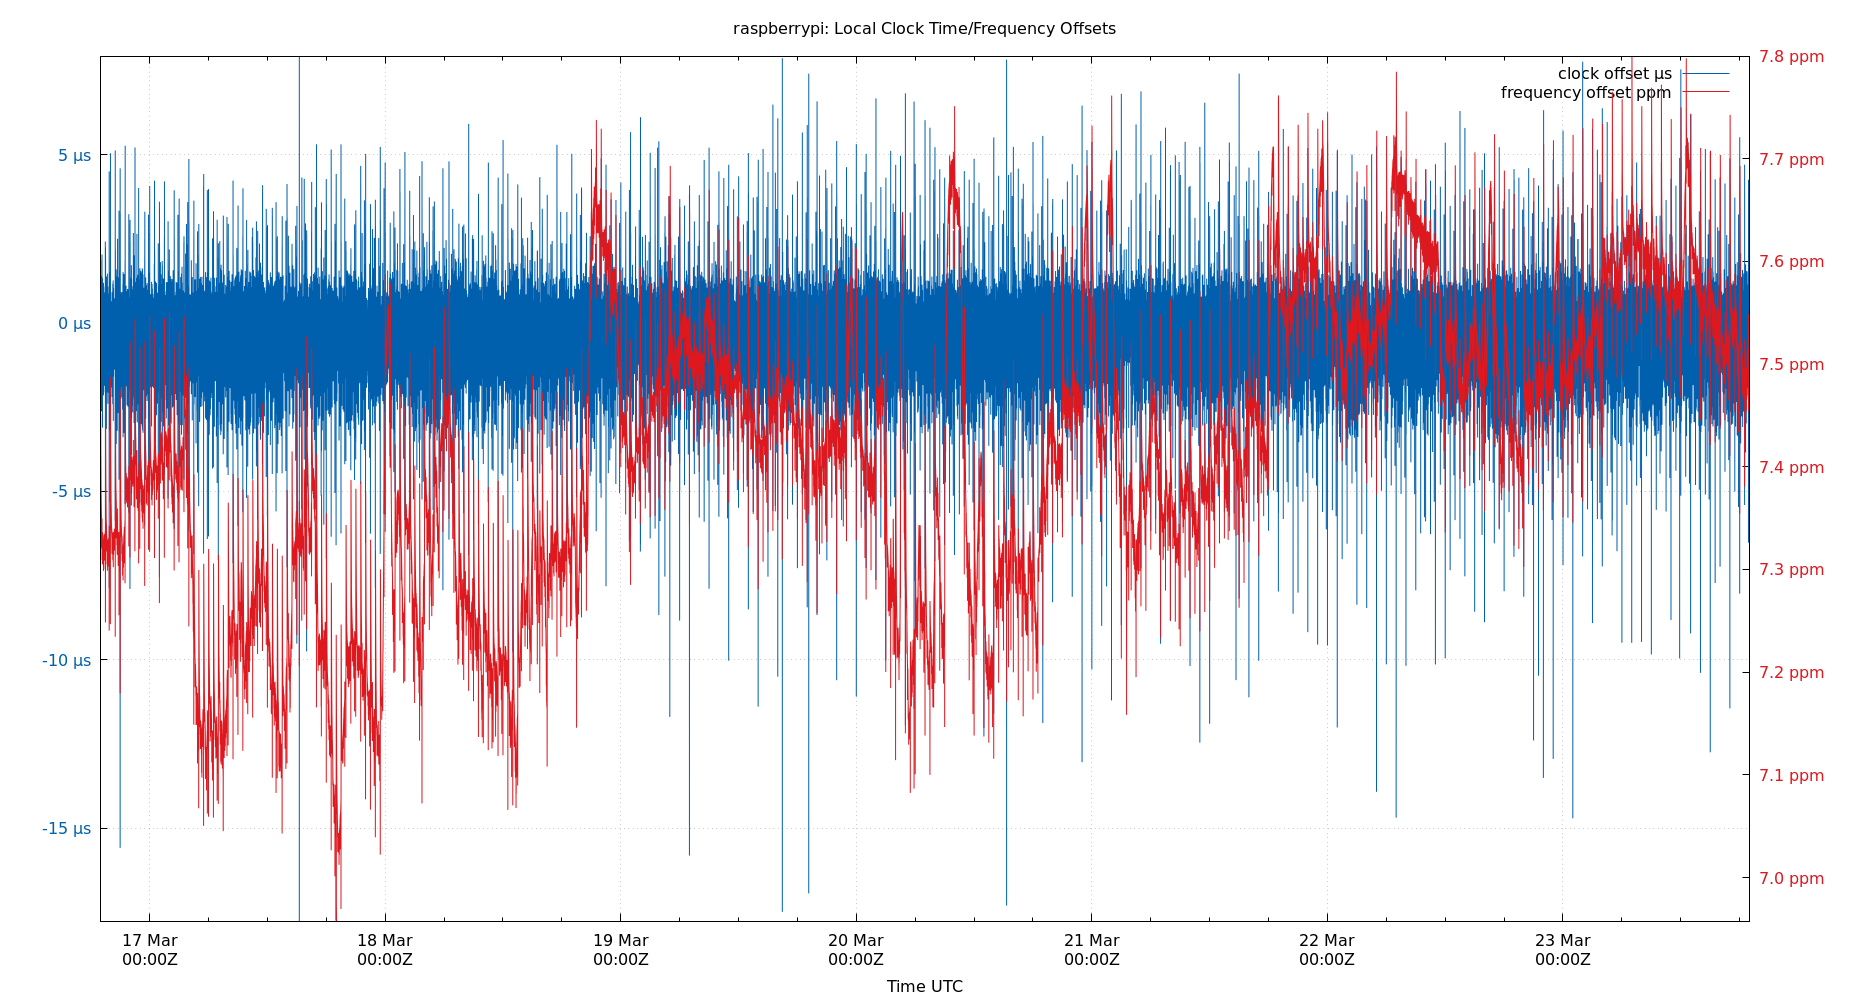 raspberrypi: Local Clock Time/Frequency Offsets
7.8 ppm
clock offset µs
frequency offset ppm
5 µs
7.7 ppm
7.6 ppm
0 µs
7.5 ppm
7.4 ppm
-5 µs
7.3 ppm
-10 µs
7.2 ppm
7.1 ppm
-15 µs
7.0 ppm
17 Mar 18 Mar 19 Mar 20 Mar 21 Mar 22 Mar 23 Mar
00:00Z 00:00Z 00:00Z 00:00Z 00:00Z 00:00Z 00:00Z
Time UTC